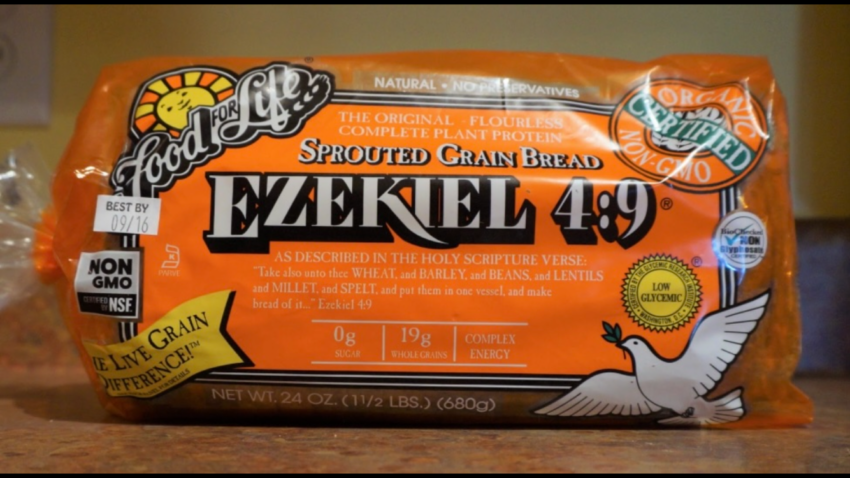 NATURAL • NO PRESERVATIVES
Food FOR Life
THE ORIGINAL FLOURLESS
COMPLETE PLANT PROTEIN
SPROUTED GRAIN BREAD
EZEKIEL 4:9®
ORGANIC
CERTIFIED
NON-GMO
BEST BY
09/16
AS DESCRIBED IN THE HOLY SCRIPTURE VERSE:
"Take also unto thee WHEAT, and BARLEY, and BEANS, and LENTILS
and MILLET, and SPELT, and put them in one vessel, and make
bread of it..." Ezekiel 4:9
NON
GMO
CERTIFIED
NSF
LOW
GLYCEMIC
0g
SUGAR
19g
WHOLE GRAINS
COMPLEX
ENERGY
E LIVE GRAIN
DIFFERENCE!™
NET WT. 24 OZ. (1 1/2 LBS.) (680g)